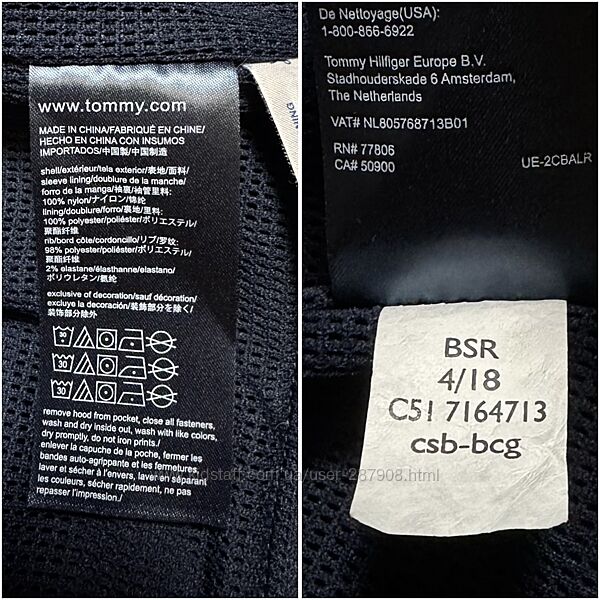 www.tommy.com
MADE IN CHINA/FABRIQUÉ EN CHINE/
HECHO EN CHINA CON INSUMOS
IMPORTADOS/中国製/中国制造
shell/extérieur/tela exterior/表地/面料/
sleeve lining/doublure de la manche/
forro de la manga/袖裏/袖管里料:
100% nylon/ナイロン/锦纶
lining/doublure/forro/裏地/里料:
100% polyester/poliéster/ポリエステル/
聚酯纤维
rib/bord côte/cordoncillo/リブ/罗纹:
98% polyester/poliéster/ポリエステル/
聚酯纤维
2% elastane/élasthanne/elastano/
ポリウレタン/氨纶
exclusive of decoration/sauf décoration/
excluye la decoración/装飾部分を除く/
装饰部分除外
30
30
30
remove hood from pocket, close all fasteners,
wash and dry inside out, wash with like colors,
dry promptly, do not iron prints./
enlever la capuche de la poche, fermer les
bandes auto-agrippante et les fermetures,
laver et sécher à l'envers, laver en séparant
les couleurs, sécher rapidement, ne pas
repasser l'impression./
De Nettoyage(USA):
1-800-866-6922
Tommy Hilfiger Europe B.V.
Stadhouderskade 6 Amsterdam,
The Netherlands
VAT# NL805768713B01
RN# 77806
CA# 50900
UE-2CBALR
BSR
4/18
C51 7164713
csb-bcg